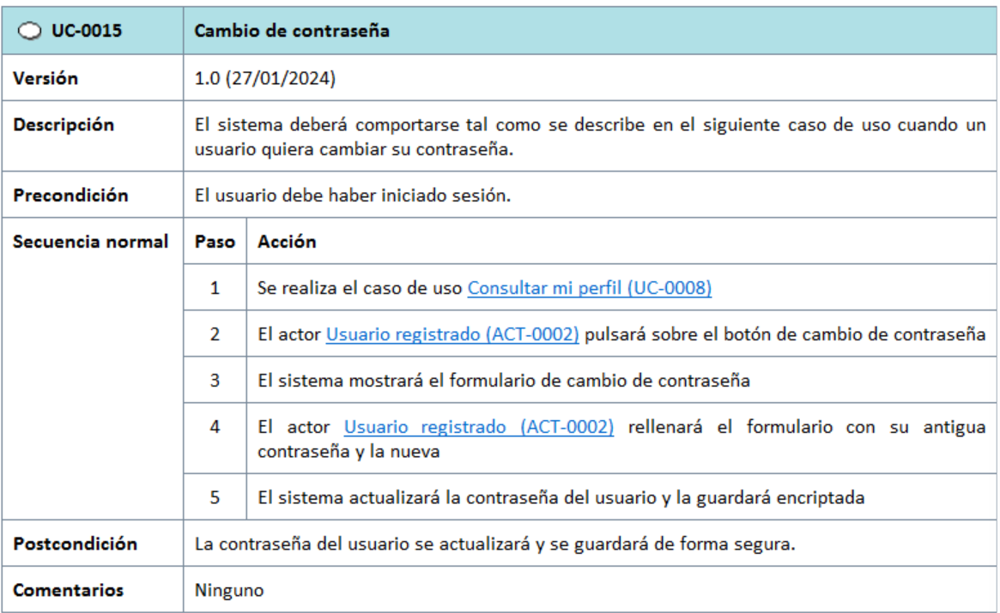 UC-0015 Cambio de contraseña
Versión 1.0 (27/01/2024)
Descripción El sistema deberá comportarse tal como se describe en el siguiente caso de uso cuando un
usuario quiera cambiar su contraseña.
Precondición El usuario debe haber iniciado sesión.
Secuencia normal Paso Acción
1 Se realiza el caso de uso Consultar mi perfil (UC-0008)
2 El actor Usuario registrado (ACT-0002) pulsará sobre el botón de cambio de contraseña
3 El sistema mostrará el formulario de cambio de contraseña
4 El actor Usuario registrado (ACT-0002) rellenará el formulario con su antigua
contraseña y la nueva
5 El sistema actualizará la contraseña del usuario y la guardará encriptada
Postcondición La contraseña del usuario se actualizará y se guardará de forma segura.
Comentarios Ninguno